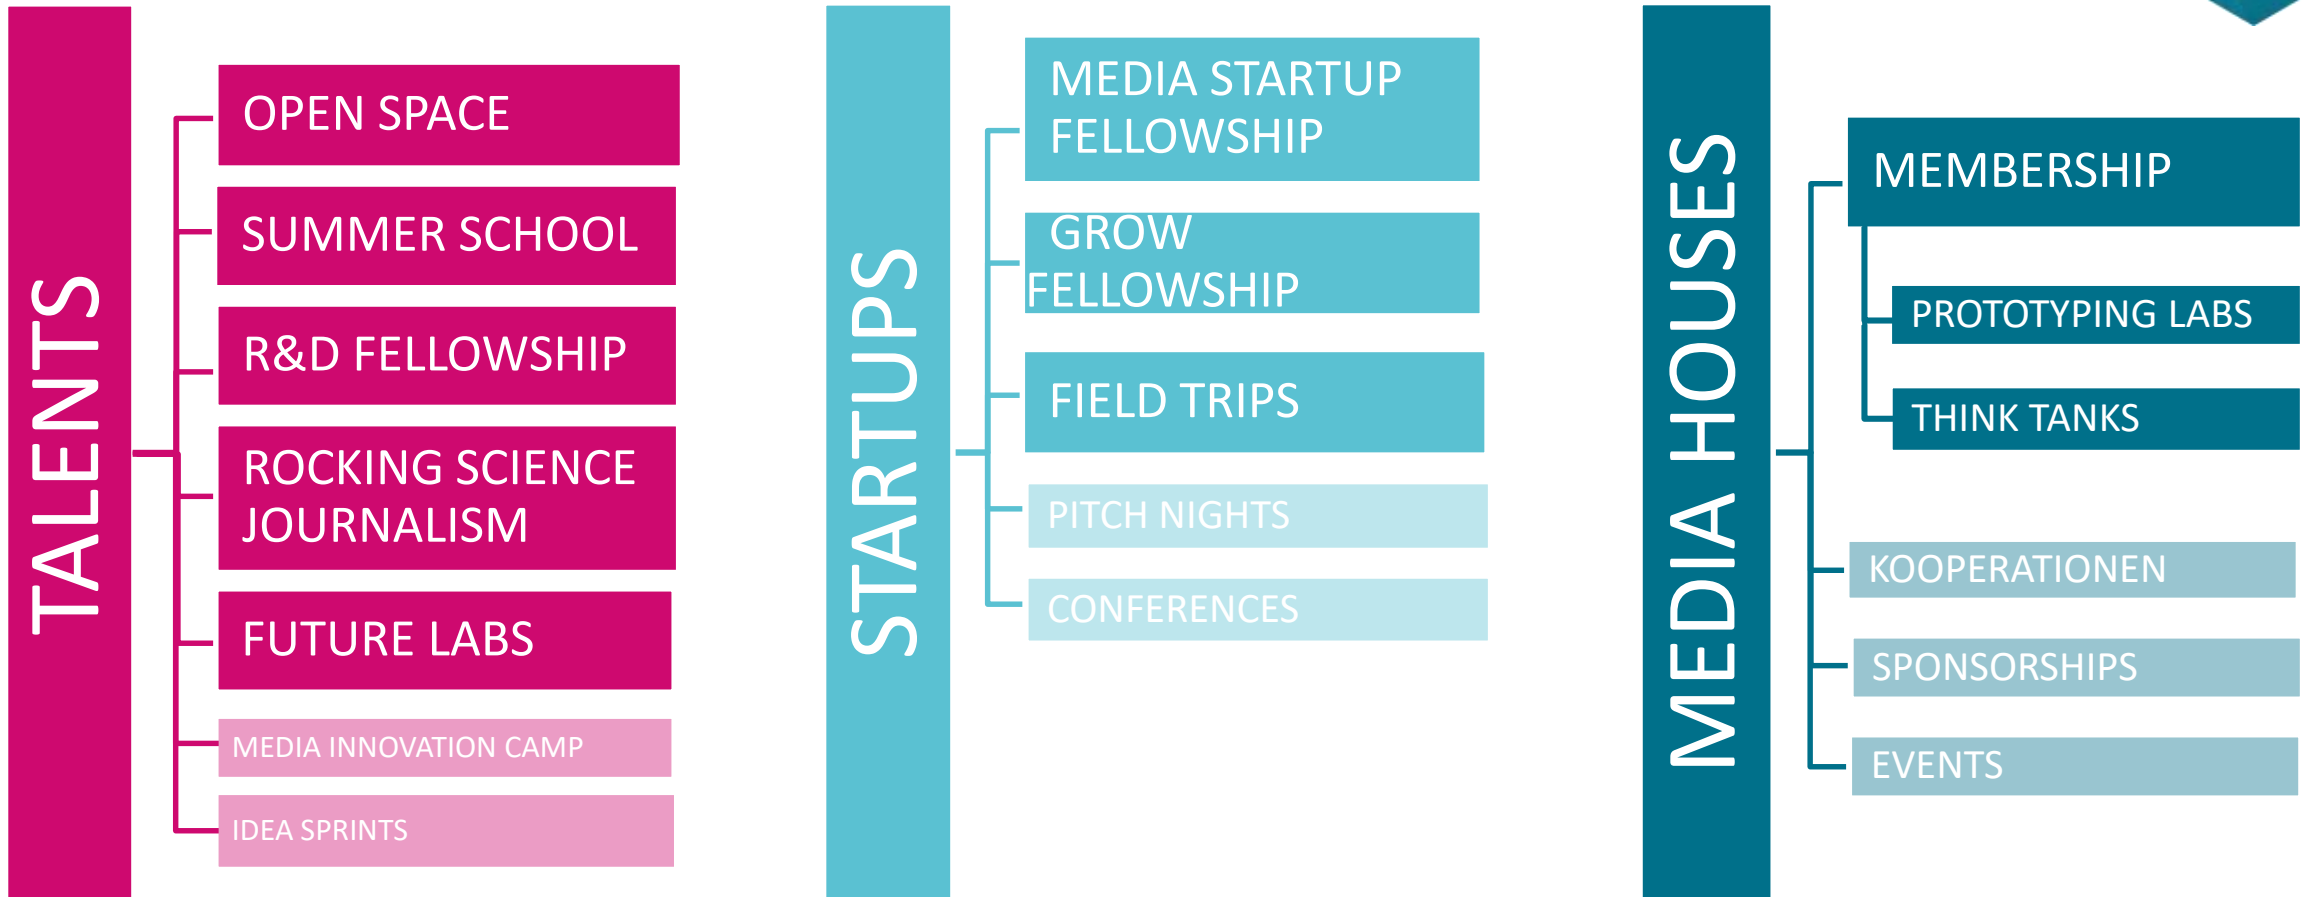 TALENTS
OPEN SPACE
SUMMER SCHOOL
R&D FELLOWSHIP
ROCKING SCIENCE
JOURNALISM
FUTURE LABS
MEDIA INNOVATION CAMP
IDEA SPRINTS
STARTUPS
MEDIA STARTUP
FELLOWSHIP
GROW
FELLOWSHIP
FIELD TRIPS
PITCH NIGHTS
CONFERENCES
MEDIA HOUSES
MEMBERSHIP
PROTOTYPING LABS
THINK TANKS
KOOPERATIONEN
SPONSORSHIPS
EVENTS